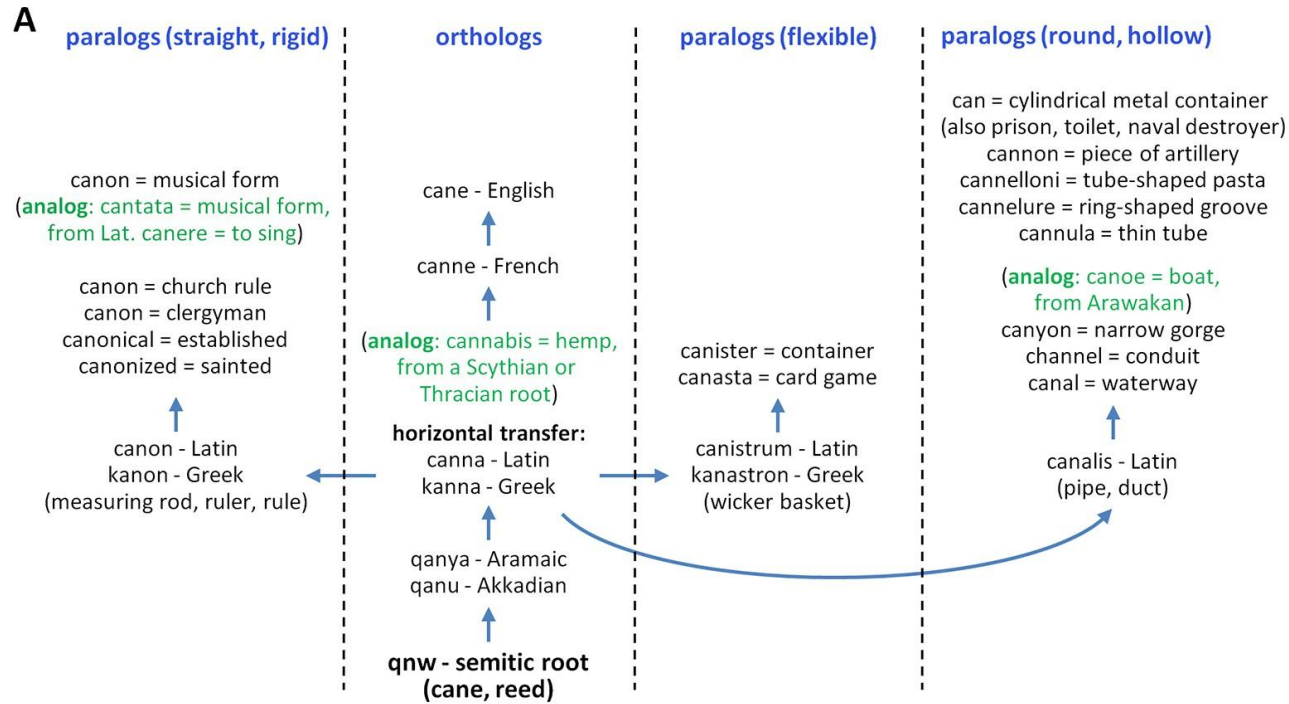 A
paralogs (straight, rigid)
canon = musical form
(analog: cantata = musical form,
from Lat. canere = to sing)
canon = church rule
canon = clergyman
canonical = established
canonized = sainted
canon - Latin
kanon - Greek
(measuring rod, ruler, rule)
orthologs
cane - English
canne - French
(analog: cannabis = hemp,
from a Scythian or
Thracian root)
horizontal transfer:
canna - Latin
kanna - Greek
qanya - Aramaic
qanu - Akkadian
qnw - semitic root
(cane, reed)
paralogs (flexible)
canister = container
canasta = card game
canistrum - Latin
kanastron - Greek
(wicker basket)
paralogs (round, hollow)
can = cylindrical metal container
(also prison, toilet, naval destroyer)
cannon = piece of artillery
cannelloni = tube-shaped pasta
cannelure = ring-shaped groove
cannula = thin tube
(analog: canoe = boat,
from Arawakan)
canyon = narrow gorge
channel = conduit
canal = waterway
canalis - Latin
(pipe, duct)